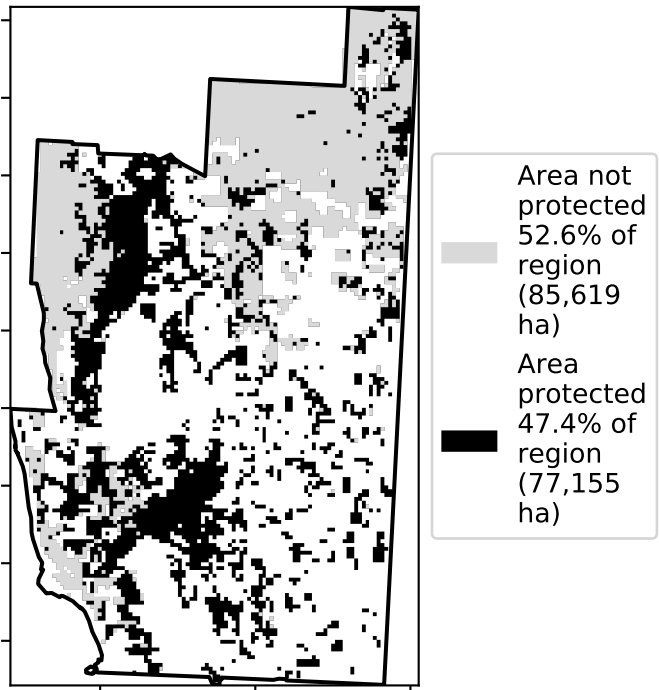 Area not
protected
52.6% of
region
(85,619
ha)
Area
protected
47.4% of
region
(77,155
ha)